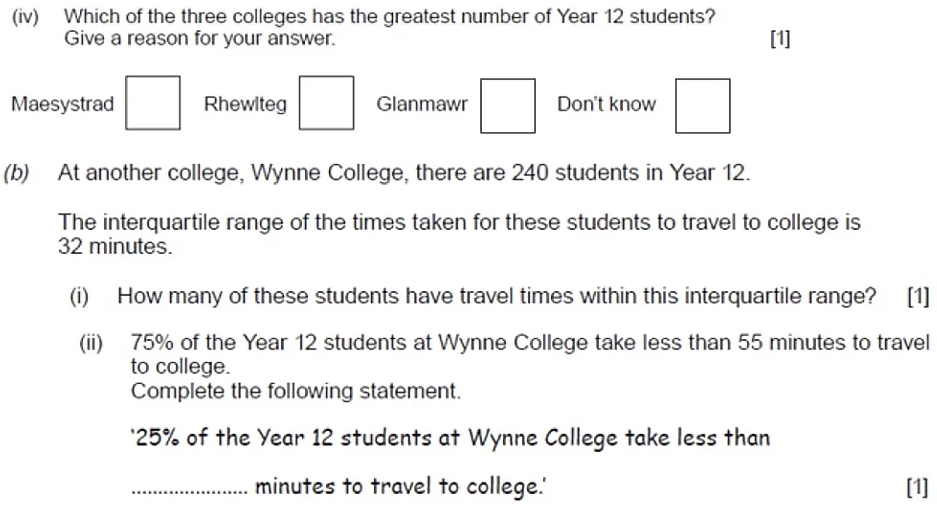 (iv) Which of the three colleges has the greatest number of Year 12 students?
Give a reason for your answer. [1]
Maesystrad Rhewlteg Glanmawr Don't know
(b) At another college, Wynne College, there are 240 students in Year 12.
The interquartile range of the times taken for these students to travel to college is
32 minutes.
(i) How many of these students have travel times within this interquartile range? [1]
(ii) 75% of the Year 12 students at Wynne College take less than 55 minutes to travel
to college.
Complete the following statement.
'25% of the Year 12 students at Wynne College take less than
...................... minutes to travel to college.' [1]